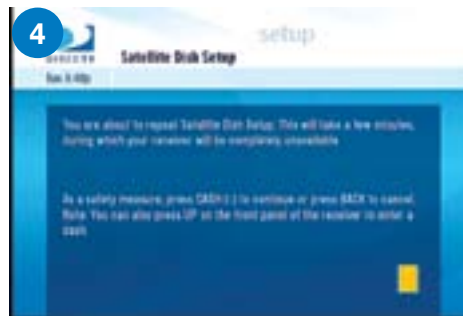 4
setup
DIRECTV
Satellite Dish Setup
You are about to repeat Satellite Dish Setup. This will take a few minutes,
during which your receiver will be completely unavailable.
As a safety measure, press DASH (-) to continue or press BACK to cancel.
Note: You can also press UP on the front panel of the receiver to enter a
dash.